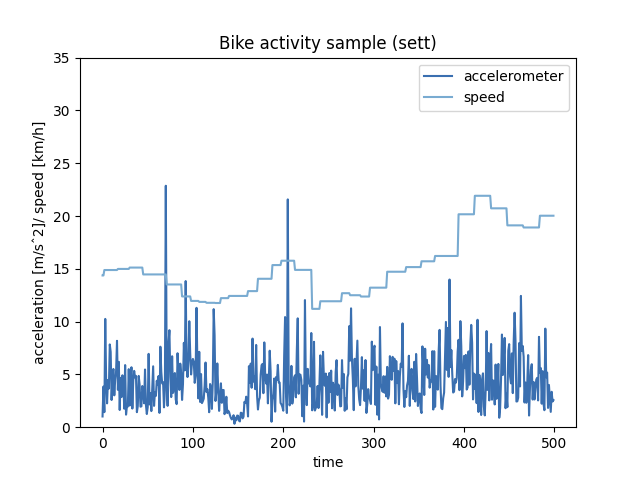 Bike activity sample (sett)
accelerometer
speed
acceleration [m/s^2]/ speed [km/h]
35
30
25
20
15
10
5
0
0 100 200 300 400 500
time